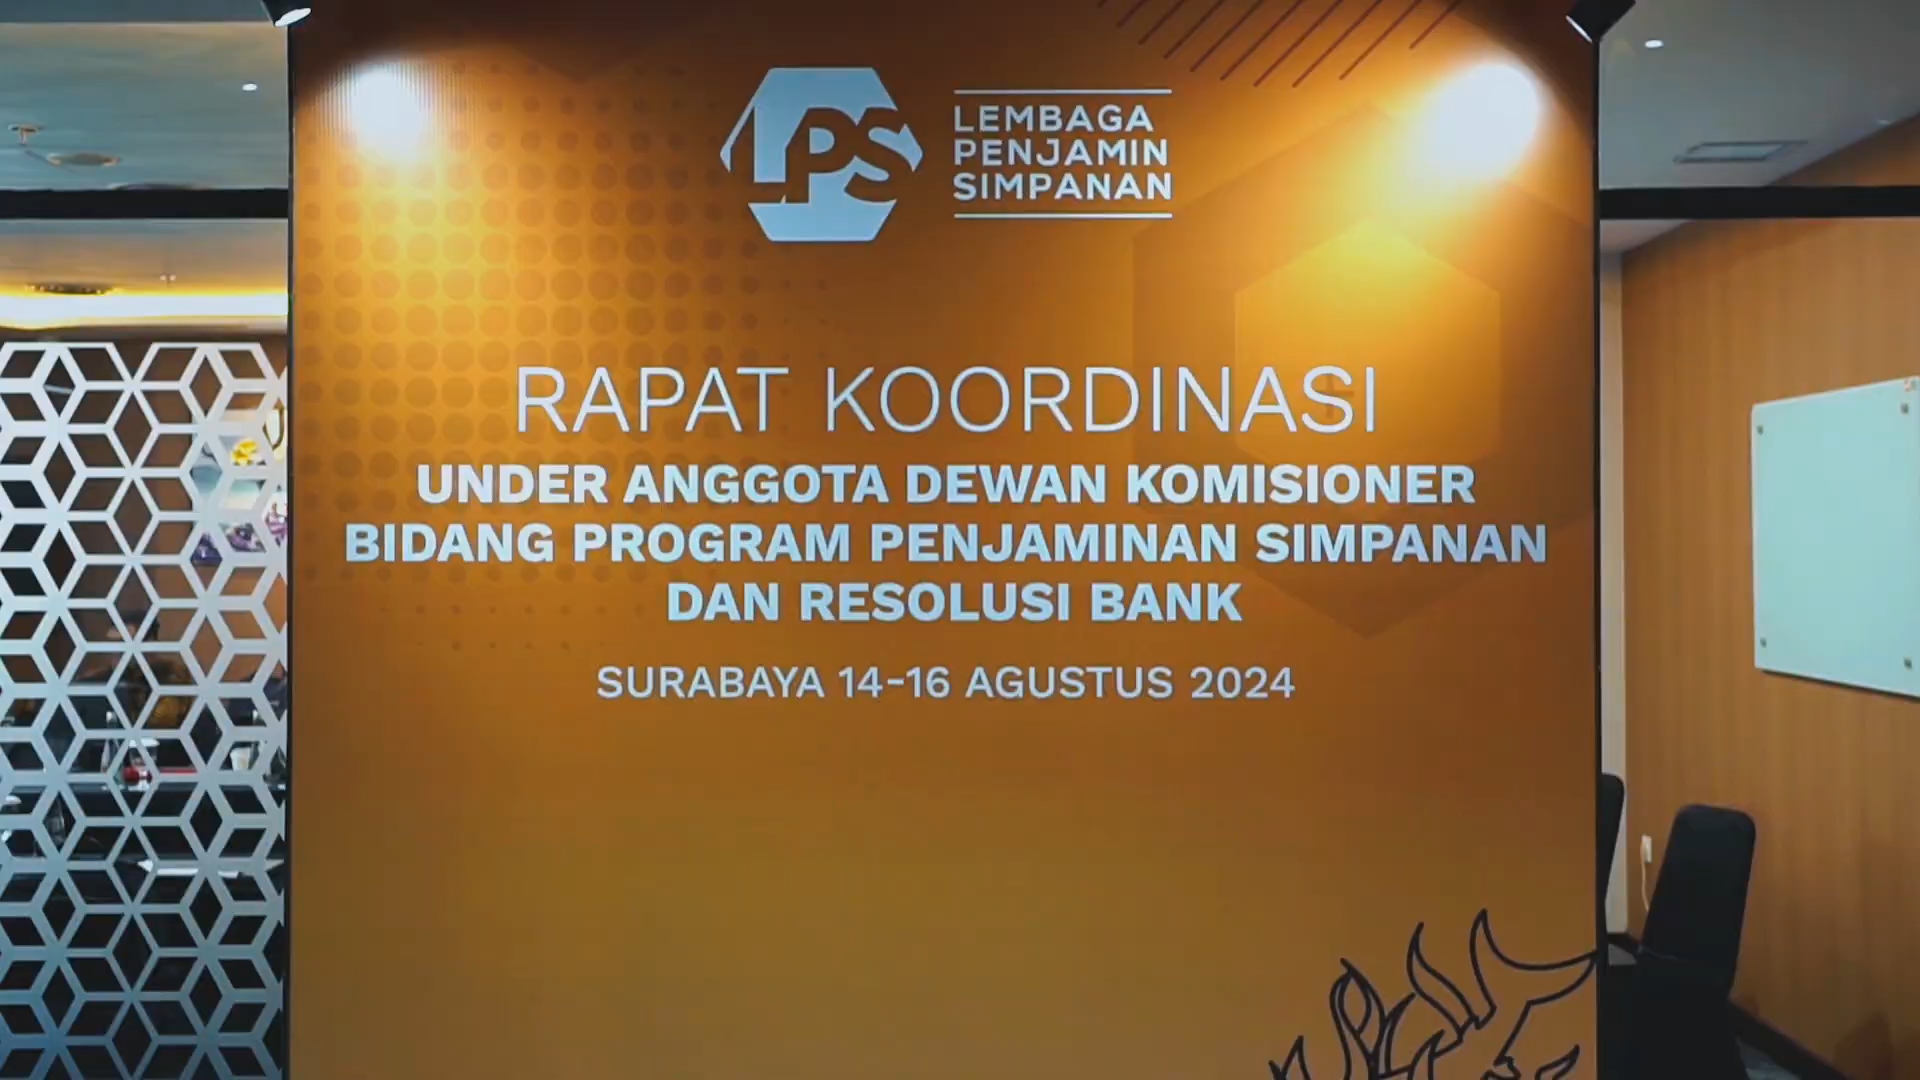 LPS
LEMBAGA
PENJAMIN
SIMPANAN
RAPAT KOORDINASI
UNDER ANGGOTA DEWAN KOMISIONER
BIDANG PROGRAM PENJAMINAN SIMPANAN
DAN RESOLUSI BANK
SURABAYA 14-16 AGUSTUS 2024